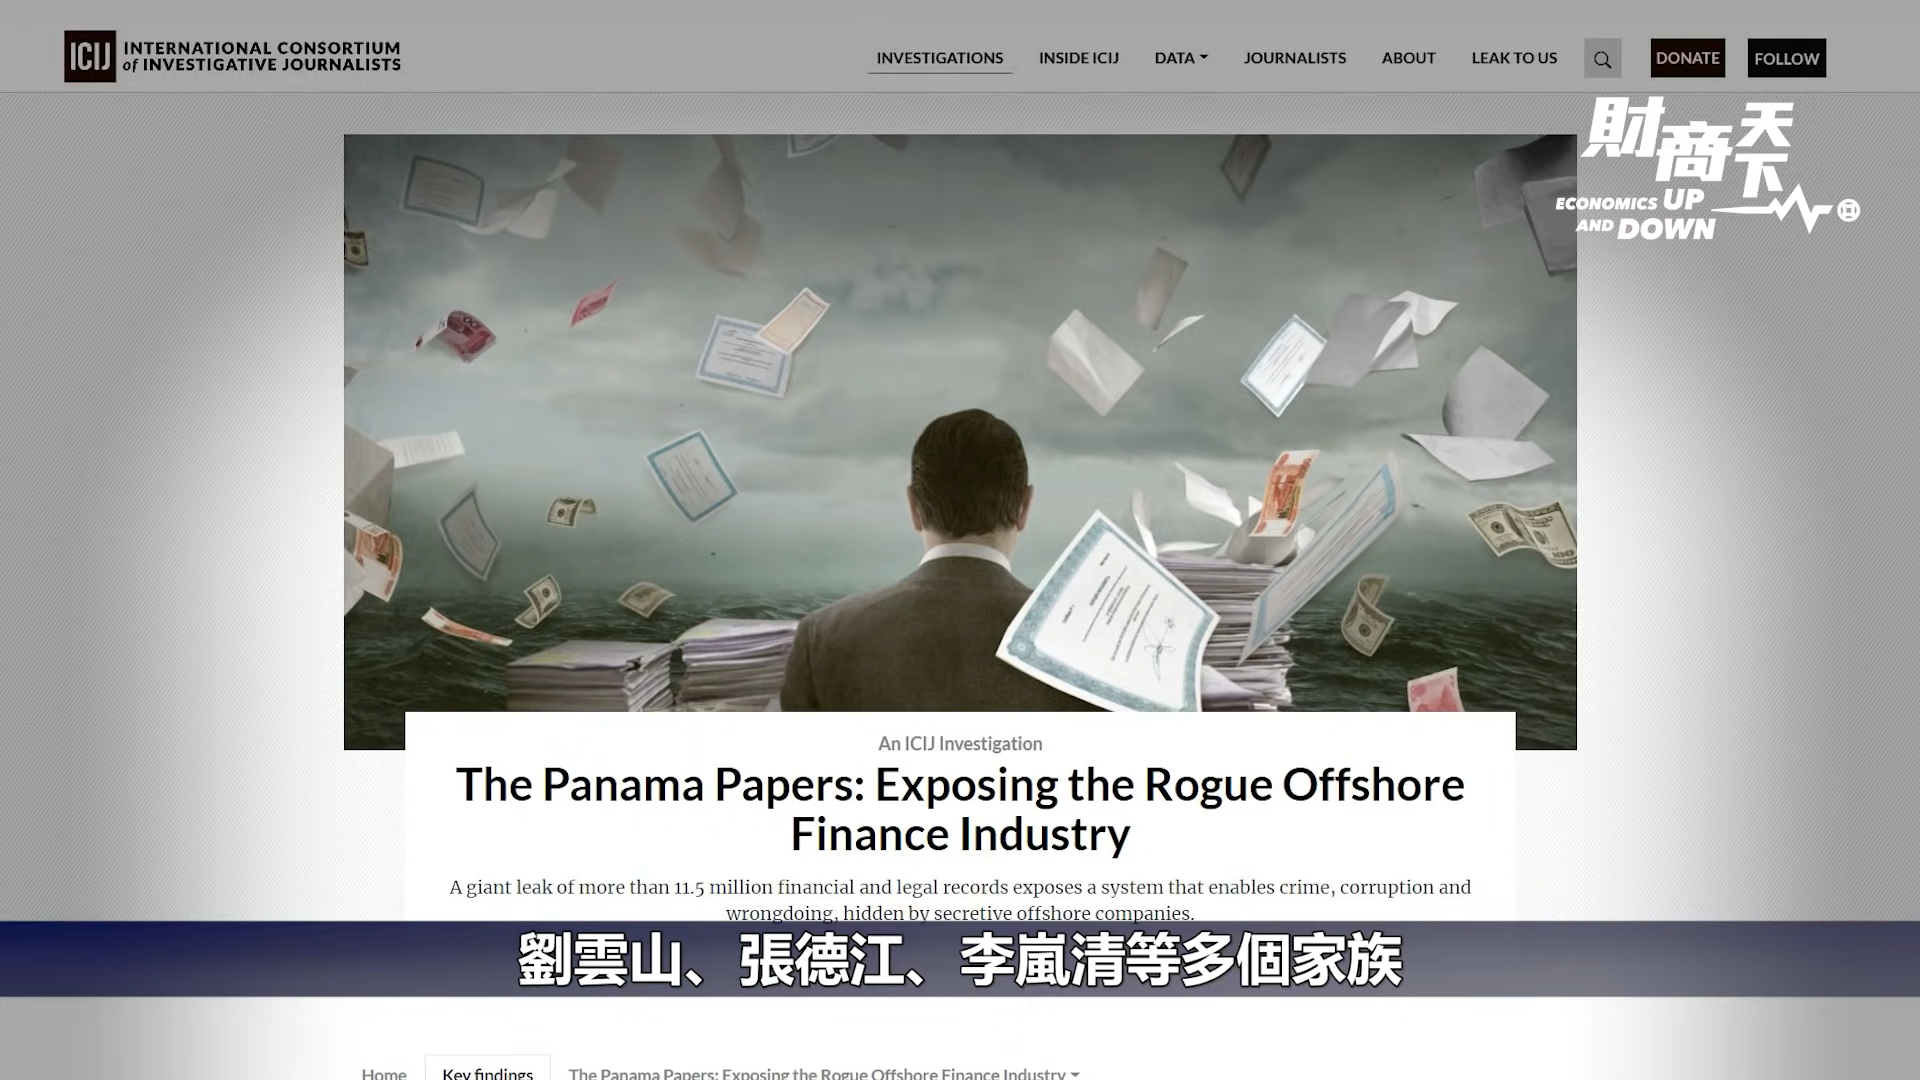 ICIJ INTERNATIONAL CONSORTIUM
of INVESTIGATIVE JOURNALISTS
INVESTIGATIONS INSIDE ICIJ DATA JOURNALISTS ABOUT LEAK TO US DONATE FOLLOW
財商天下
ECONOMICS UP
AND DOWN
An ICIJ Investigation
The Panama Papers: Exposing the Rogue Offshore
Finance Industry
A giant leak of more than 11.5 million financial and legal records exposes a system that enables crime, corruption and
wrongdoing, hidden by secretive offshore companies.
劉雲山、張德江、李嵐清等多個家族
Home Key findings The Panama Papers: Exposing the Rogue Offshore Finance Industry